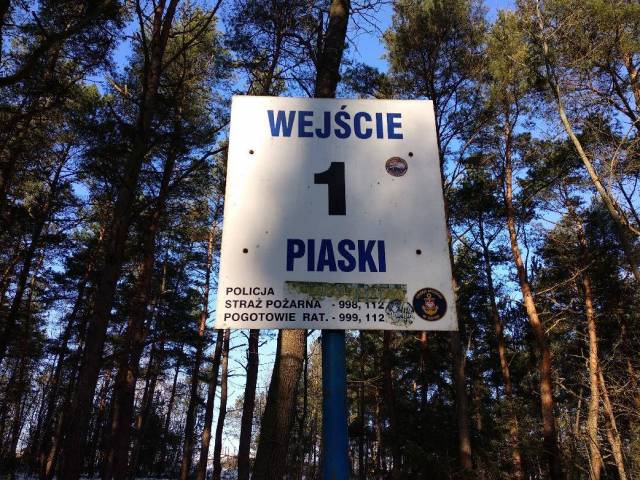 WEJŚCIE
1
PIASKI
POLICJA
STRAŻ POŻARNA - 998, 112
POGOTOWIE RAT. - 999, 112